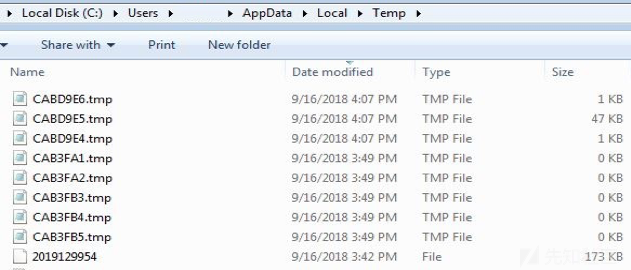 Local Disk (C:) Users AppData Local Temp
Share with Print New folder
Name Date modified Type Size
CABD9E6.tmp 9/16/2018 4:07 PM TMP File 1 KB
CABD9E5.tmp 9/16/2018 4:07 PM TMP File 47 KB
CABD9E4.tmp 9/16/2018 4:07 PM TMP File 1 KB
CAB3FA1.tmp 9/16/2018 3:49 PM TMP File 0 KB
CAB3FA2.tmp 9/16/2018 3:49 PM TMP File 0 KB
CAB3FB3.tmp 9/16/2018 3:49 PM TMP File 0 KB
CAB3FB4.tmp 9/16/2018 3:49 PM TMP File 0 KB
CAB3FB5.tmp 9/16/2018 3:49 PM TMP File 0 KB
2019129954 9/16/2018 3:42 PM File 173 KB